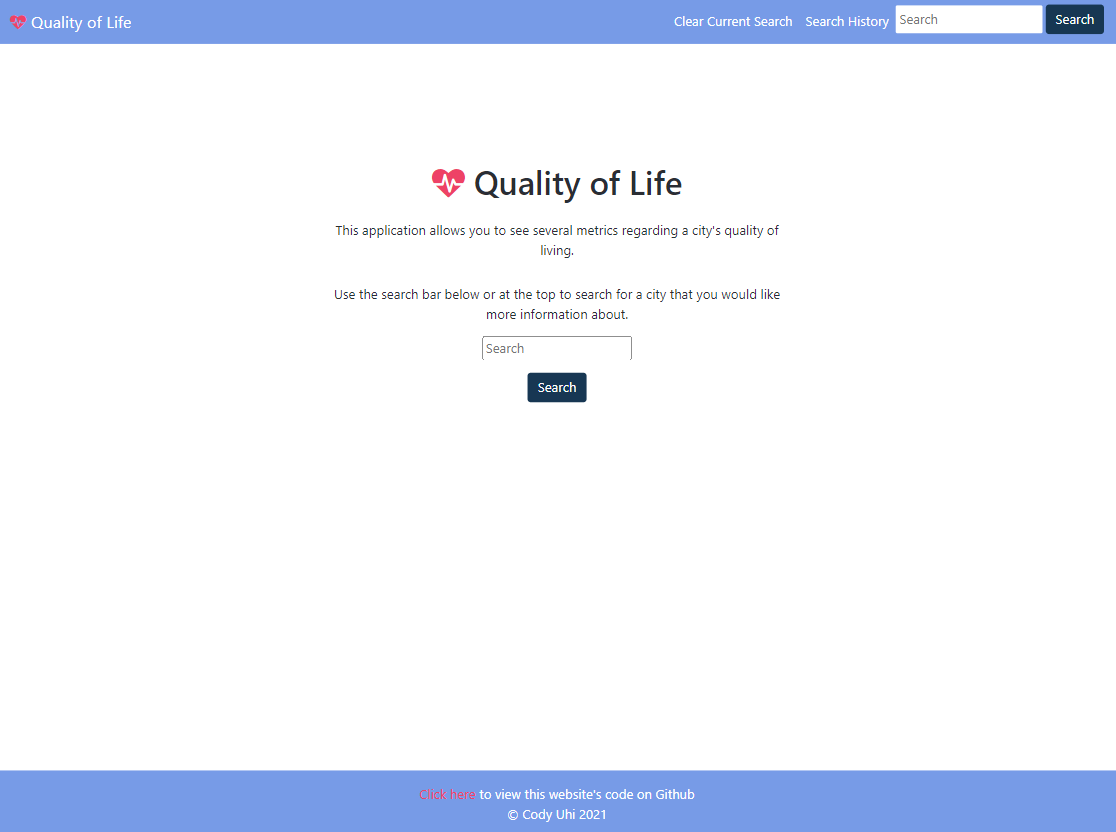 Quality of Life
Clear Current Search
Search History
Search
Search
Quality of Life
This application allows you to see several metrics regarding a city's quality of
living.
Use the search bar below or at the top to search for a city that you would like
more information about.
Search
Search
Click here to view this website's code on Github
© Cody Uhi 2021